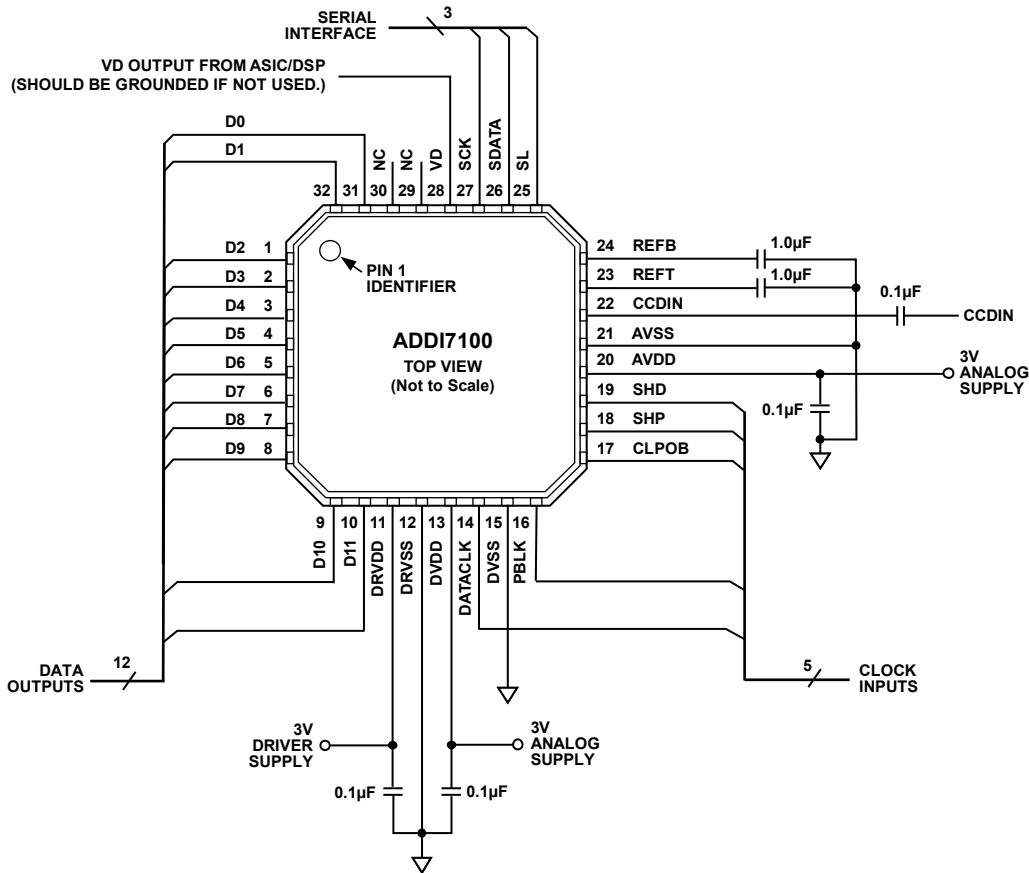 SERIAL
INTERFACE
3
VD OUTPUT FROM ASIC/DSP
(SHOULD BE GROUNDED IF NOT USED.)
D0
D1
NC
NC
VD
SCK
SDATA
SL
32 31 30 29 28 27 26 25
D2 1
D3 2
D4 3
D5 4
D6 5
D7 6
D8 7
D9 8
PIN 1
IDENTIFIER
ADDI7100
TOP VIEW
(Not to Scale)
24 REFB
23 REFT
22 CCDIN
21 AVSS
20 AVDD
19 SHD
18 SHP
17 CLPOB
1.0µF
1.0µF
0.1µF
CCDIN
3V
ANALOG
SUPPLY
0.1µF
9 10 11 12 13 14 15 16
D10
D11
DRVDD
DRVSS
DVDD
DATACLK
DVSS
PBLK
DATA
OUTPUTS
12
5
CLOCK
INPUTS
3V
DRIVER
SUPPLY
3V
ANALOG
SUPPLY
0.1µF
0.1µF